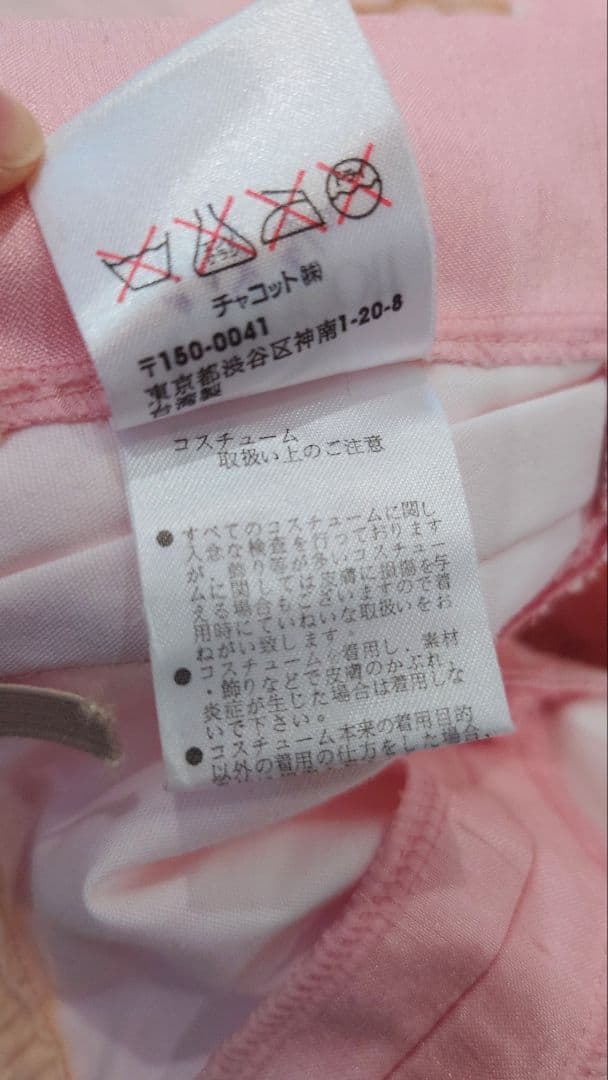 チャコット㈱
〒150-0041
東京都渋谷区神南1-20-8
台湾製
コスチューム
取扱い上のご注意
●すべてのコスチュームに関し
入念な検査を行っております
が、飾り等が多いコスチュー
ムに関しては皮膚に損傷を与
える場合もございますので着
用時にていねいな取扱いをお
ねがい致します。
●コスチューム着用し、素材
・飾りなどで皮膚のかぶれ、
炎症が生じた場合は着用しな
いで下さい。
●コスチューム本来の着用目的
以外の着用の仕方をした場合、